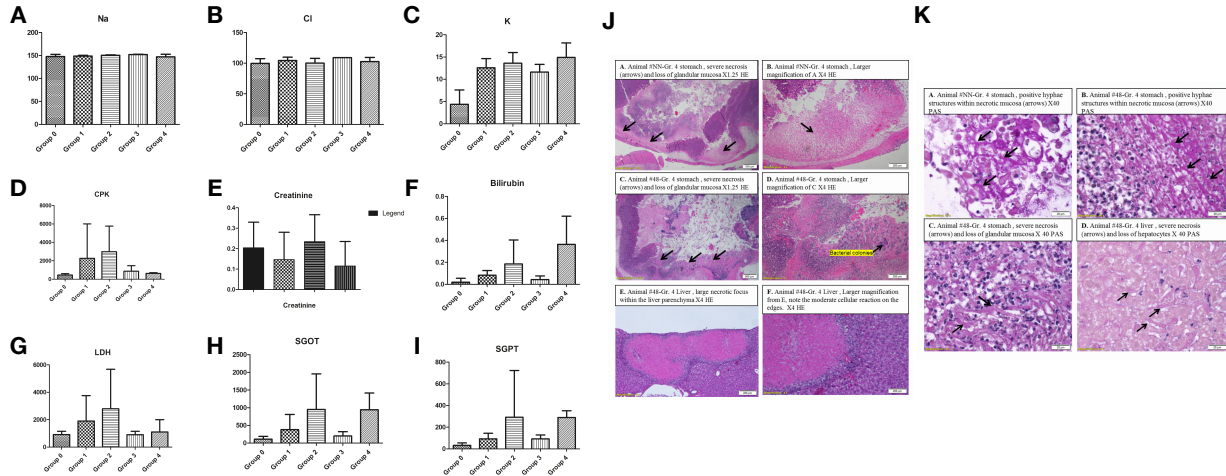 A
Na
200
150
100
50
0
Group 0
Group 1
Group 2
Group 3
Group 4
B
Cl
150
100
50
0
Group 0
Group 1
Group 2
Group 3
Group 4
C
K
20
15
10
5
0
Group 0
Group 1
Group 2
Group 3
Group 4
D
CPK
8000
6000
4000
2000
0
Group 0
Group 1
Group 2
Group 3
Group 4
E
Creatinine
0.4
0.3
0.2
0.1
0.0
Creatinine
Legend
F
Bilirubin
0.8
0.6
0.4
0.2
0.0
Group 0
Group 1
Group 2
Group 3
Group 4
G
LDH
6000
4000
2000
0
Group 0
Group 1
Group 2
Group 3
Group 4
H
SGOT
2500
2000
1500
1000
500
0
Group 0
Group 1
Group 2
Group 3
Group 4
I
SGPT
800
600
400
200
0
Group 0
Group 1
Group 2
Group 3
Group 4
J
A. Animal #NN-Gr. 4 stomach , severe necrosis
(arrows) and loss of glandular mucosa X1.25 HE
B. Animal #NN-Gr. 4 stomach , Larger
magnification of A X4 HE
C. Animal #48-Gr. 4 stomach , severe necrosis
(arrows) and loss of glandular mucosa X1.25 HE
D. Animal #48-Gr. 4 stomach , Larger
magnification of C X4 HE
Bacterial colonies
E. Animal #48-Gr. 4 Liver , large necrotic focus
within the liver parenchyma X4 HE
F. Animal #48-Gr. 4 Liver , Larger magnification
from E, note the moderate cellular reaction on the
edges. X4 HE
K
A. Animal #NN-Gr. 4 stomach , positive hyphae
structures within necrotic mucosa (arrows) X40
PAS
B. Animal #48-Gr. 4 stomach , positive hyphae
structures within necrotic mucosa (arrows) X40
PAS
C. Animal #48-Gr. 4 stomach , severe necrosis
(arrows) and loss of glandular mucosa X 40 PAS
D. Animal #48-Gr. 4 liver , severe necrosis
(arrows) and loss of hepatocytes X 40 PAS